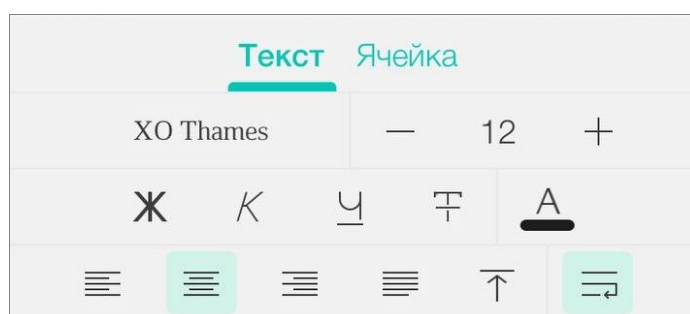 Текст Ячейка
XO Thames — 12 +
Ж К Ч Т А